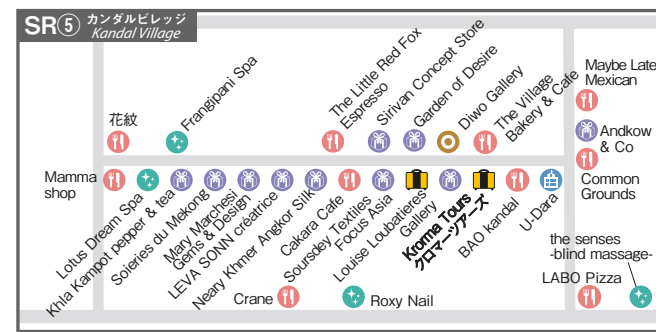 SR⑤ カンダルビレッジ
Kandal Village
花紋
Frangipani Spa
The Little Red Fox
Espresso
Sirivan Concept Store
Garden of Desire
Diwo Gallery
The Village
Bakery & Cafe
Maybe Late
Mexican
Andkow
& Co
Common
Grounds
Mamma
shop
Lotus Dream Spa
Khla Kampot pepper & tea
Soieries du Mekong
Mary Marchesi
Gems & Design
LEVA SONN créatrice
Neary Khmer Angkor Silk
Cakara Cafe
Soursdey Textiles
Focus Asia
Louise Loubatieres
Gallery
Kroma Tours
クロマーツアーズ
BAO kandal
U-Dara
the senses
-blind massage-
LABO Pizza
Crane
Roxy Nail